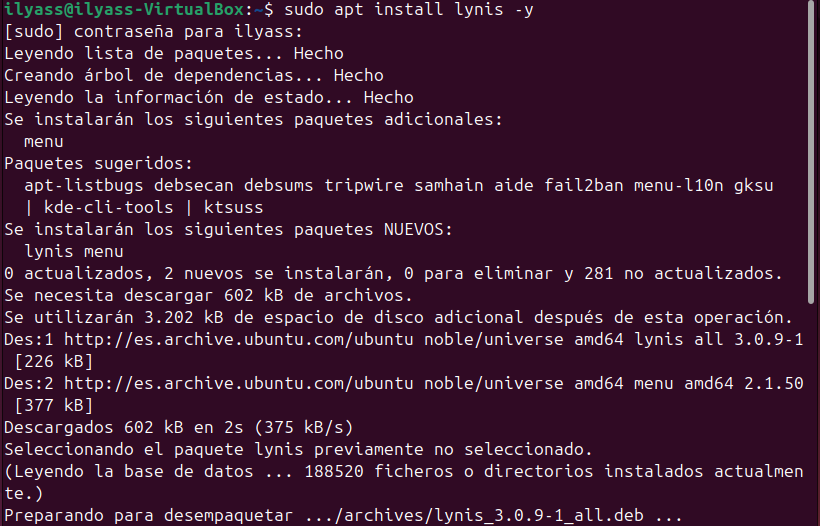 ilyass@ilyass-VirtualBox:~$ sudo apt install lynis -y
[sudo] contraseña para ilyass:
Leyendo lista de paquetes... Hecho
Creando árbol de dependencias... Hecho
Leyendo la información de estado... Hecho
Se instalarán los siguientes paquetes adicionales:
  menu
Paquetes sugeridos:
  apt-listbugs debsecan debsums tripwire samhain aide fail2ban menu-l10n gksu
  | kde-cli-tools | ktsuss
Se instalarán los siguientes paquetes NUEVOS:
  lynis menu
0 actualizados, 2 nuevos se instalarán, 0 para eliminar y 281 no actualizados.
Se necesita descargar 602 kB de archivos.
Se utilizarán 3.202 kB de espacio de disco adicional después de esta operación.
Des:1 http://es.archive.ubuntu.com/ubuntu noble/universe amd64 lynis all 3.0.9-1
 [226 kB]
Des:2 http://es.archive.ubuntu.com/ubuntu noble/universe amd64 menu amd64 2.1.50
 [377 kB]
Descargados 602 kB en 2s (375 kB/s)
Seleccionando el paquete lynis previamente no seleccionado.
(Leyendo la base de datos ... 188520 ficheros o directorios instalados actualmen
te.)
Preparando para desempaquetar .../archives/lynis_3.0.9-1_all.deb ...